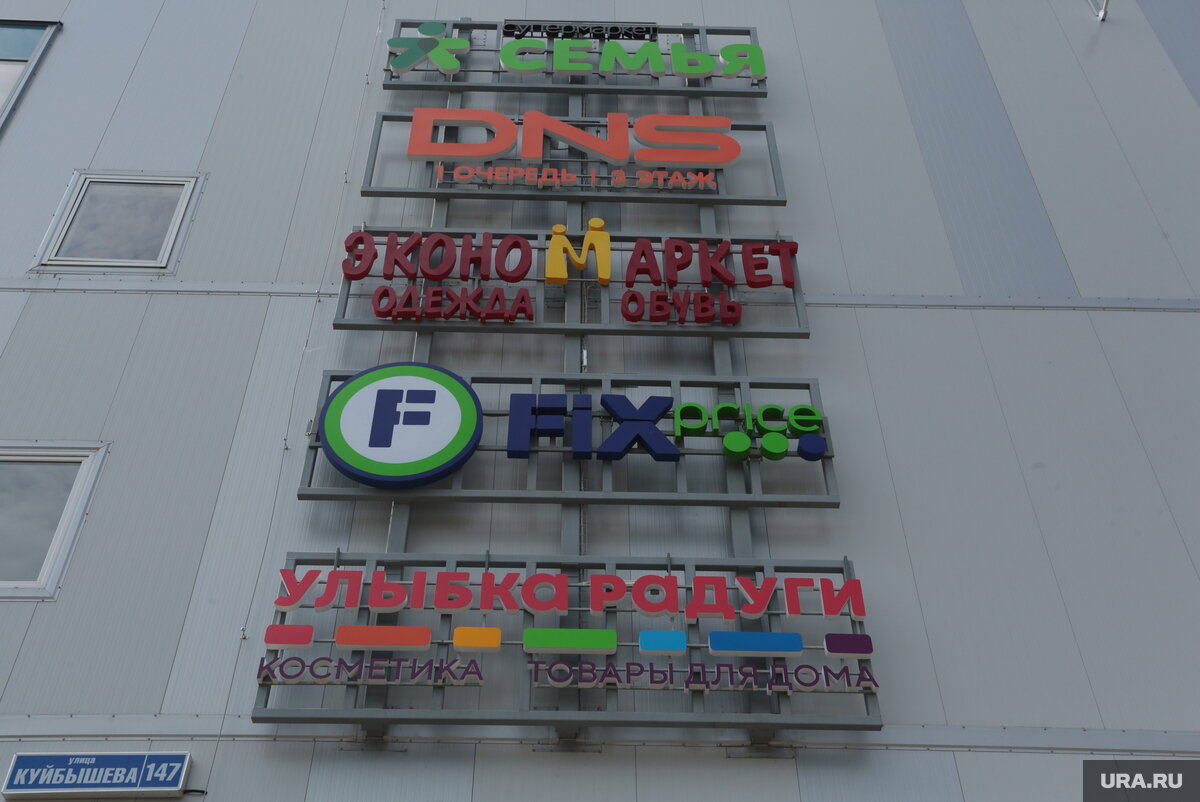 супермаркет
семья
DNS
1 ОЧЕРЕДЬ | 3 ЭТАЖ
ЭКОНОМАРКЕТ
ОДЕЖДА ОБУВЬ
F FiX price
УЛЫБКА РАДУГИ
КОСМЕТИКА ТОВАРЫ ДЛЯ ДОМА
улица
КУЙБЫШЕВА 147
URA.RU